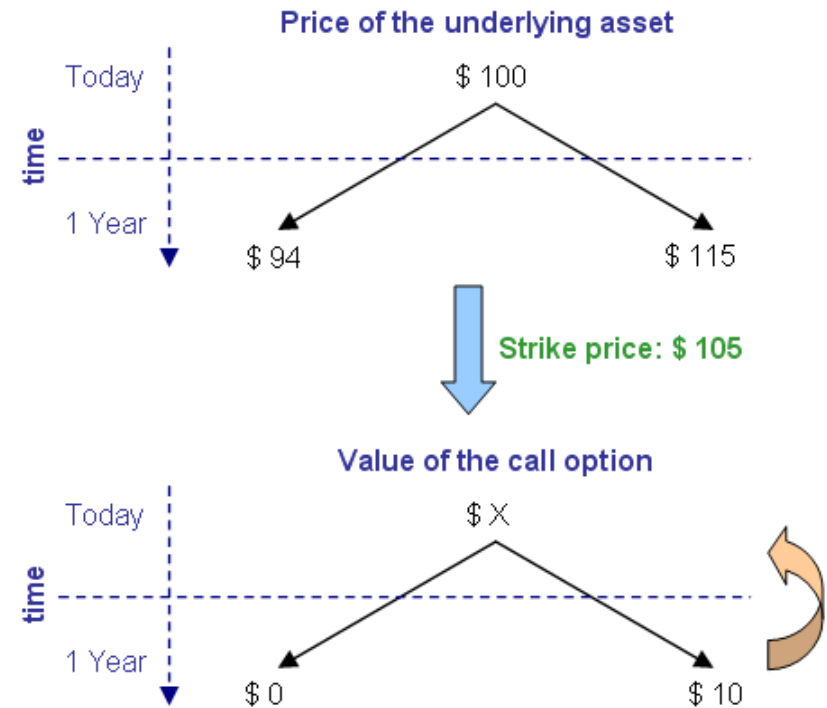 Price of the underlying asset
Today
$ 100
time
1 Year
$ 94
$ 115
Strike price: $ 105
Value of the call option
Today
$ X
time
1 Year
$ 0
$ 10